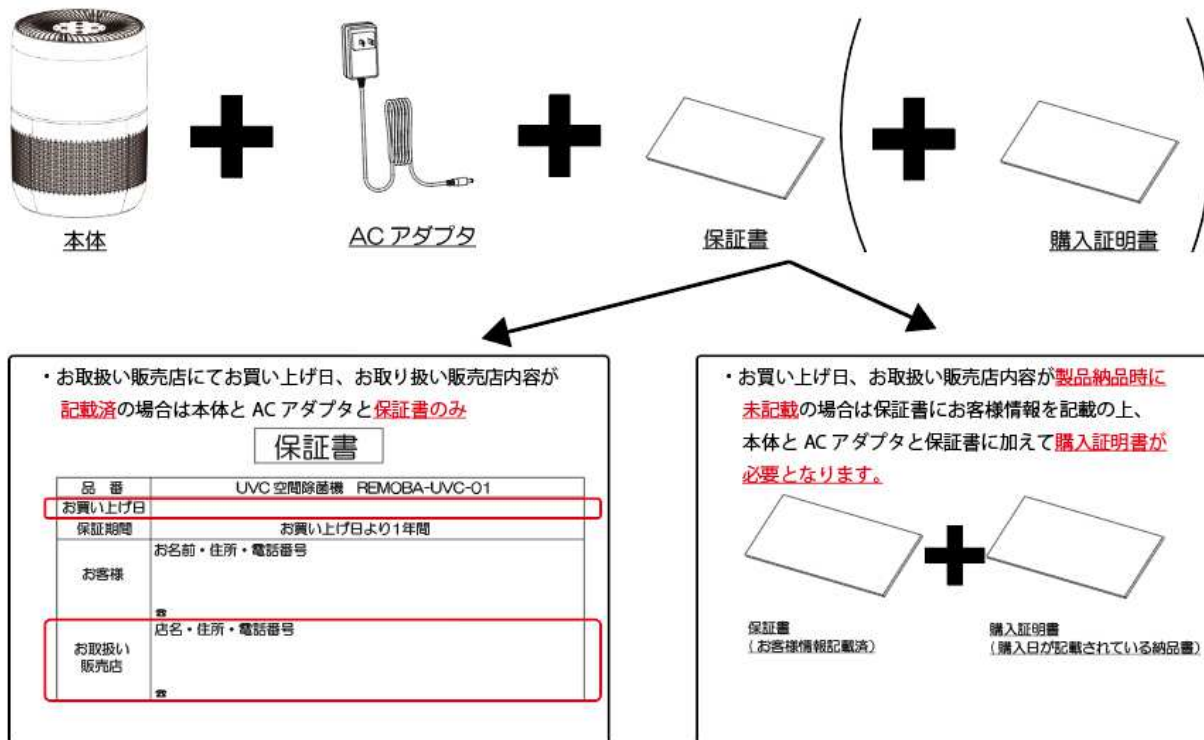 本体
ACアダプタ
保証書
購入証明書
・お取扱い販売店にてお買い上げ日、お取り扱い販売店内容が
記載済の場合は本体とACアダプタと保証書のみ
保証書
品 番 UVC空間除菌機 REMOBA-UVC-01
お買い上げ日
保証期間 お買い上げ日より1年間
お客様
お名前・住所・電話番号
☎
お取扱い
販売店
店名・住所・電話番号
☎
・お買い上げ日、お取扱い販売店内容が製品納品時に
未記載の場合は保証書にお客様情報を記載の上、
本体とACアダプタと保証書に加えて購入証明書が
必要となります。
保証書
(お客様情報記載済)
購入証明書
(購入日が記載されている納品書)